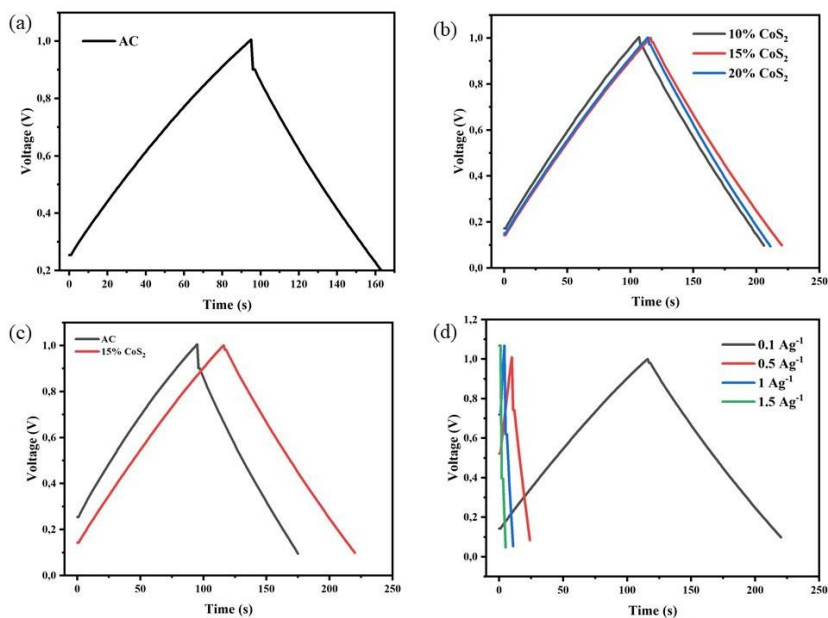 (a)
AC
Voltage (V)
1,0
0,8
0,6
0,4
0,2
0 20 40 60 80 100 120 140 160
Time (s)
(b)
10% CoS₂
15% CoS₂
20% CoS₂
Voltage (V)
1,0
0,8
0,6
0,4
0,2
0,0
0 50 100 150 200 250
Time (s)
(c)
AC
15% CoS₂
Voltage (V)
1,0
0,8
0,6
0,4
0,2
0,0
0 50 100 150 200 250
Time (s)
(d)
0.1 Ag⁻¹
0.5 Ag⁻¹
1 Ag⁻¹
1.5 Ag⁻¹
Voltage (V)
1,2
1,0
0,8
0,6
0,4
0,2
0,0
0 50 100 150 200 250
Time (s)